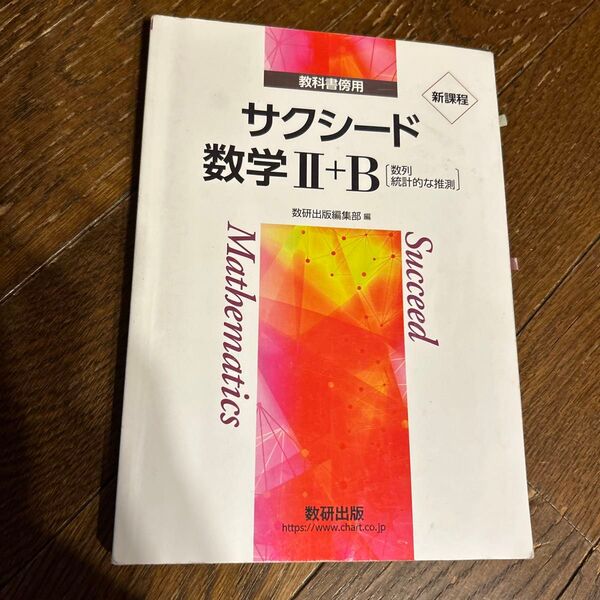 教科書傍用
新課程
サクシード
数学Ⅱ+B
数列
統計的な推測
数研出版編集部 編
Succeed
Mathematics
数研出版
https://www.chart.co.jp